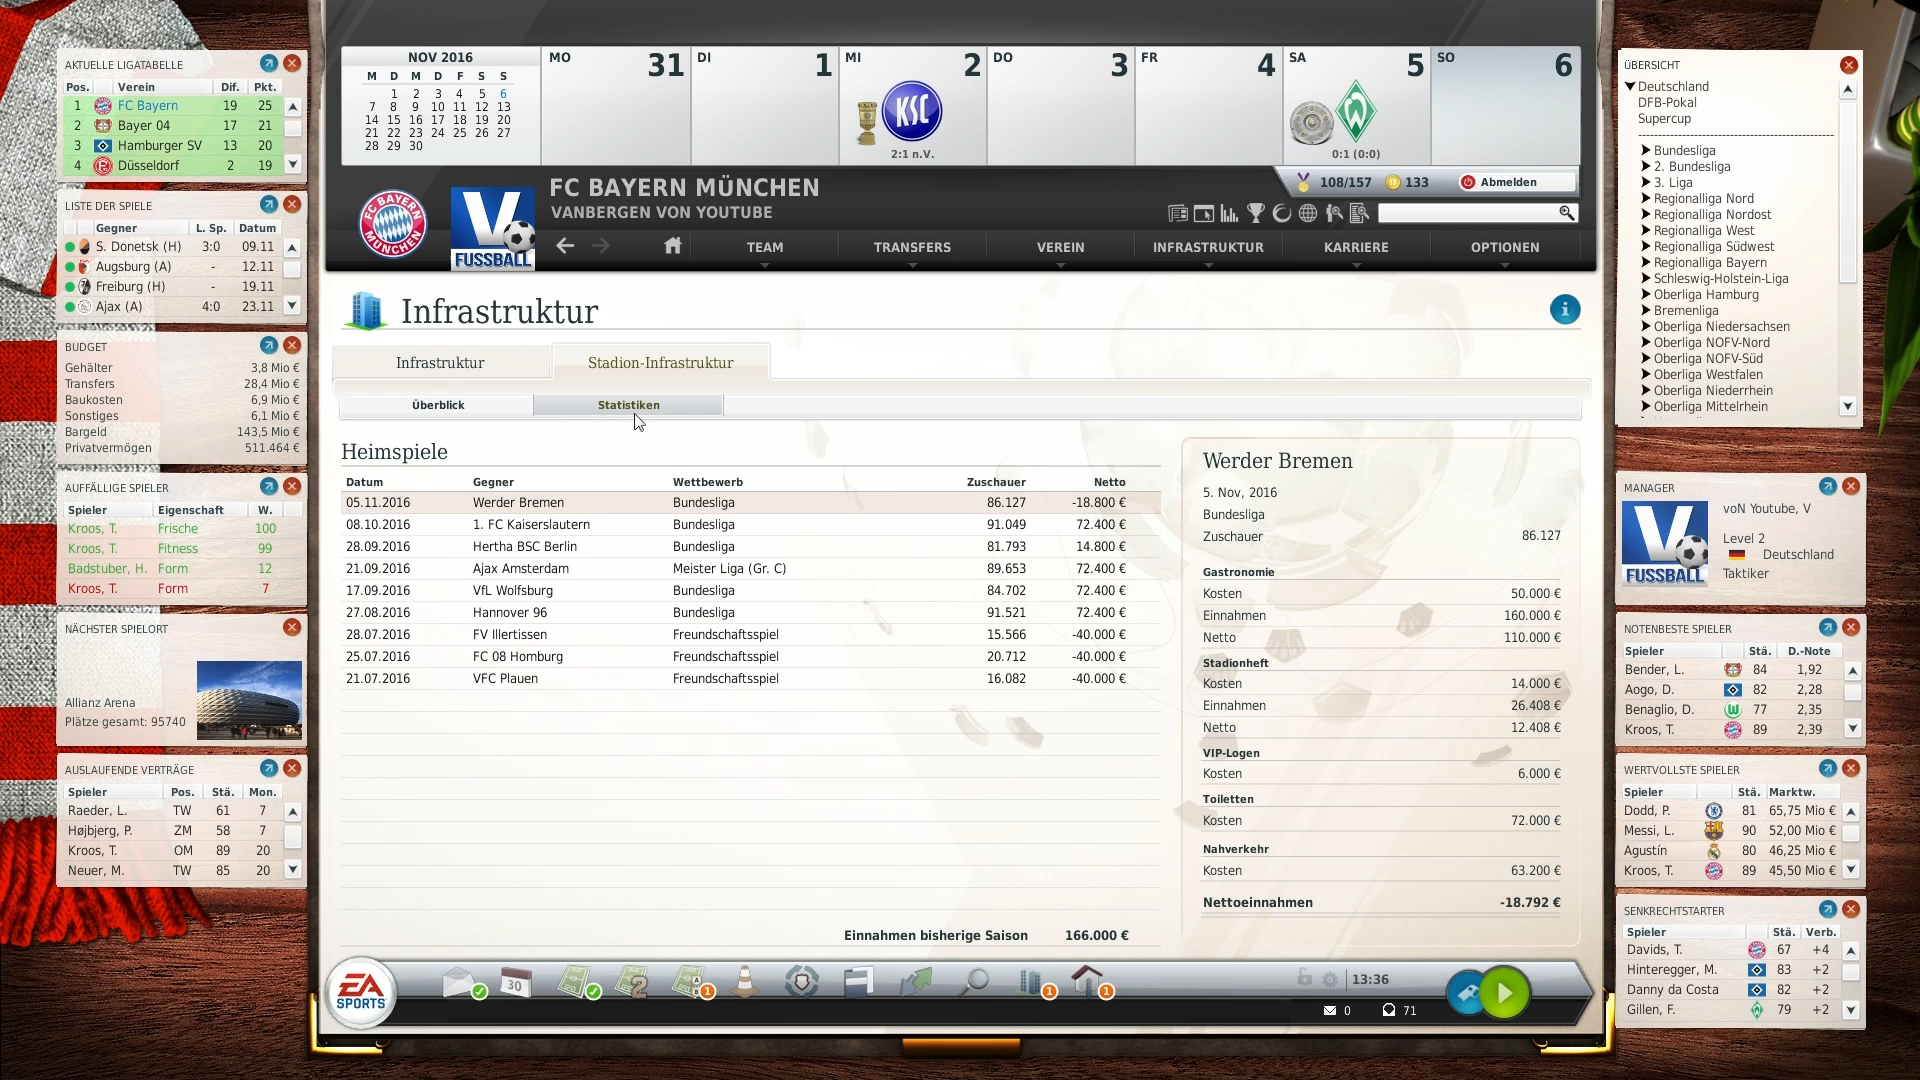 AKTUELLE LIGATABELLE
Pos. Verein Dif. Pkt.
1 FC Bayern 19 25
2 Bayer 04 17 21
3 Hamburger SV 13 20
4 Düsseldorf 2 19
LISTE DER SPIELE
Gegner L. Sp. Datum
S. Donetsk (H) 3:0 09.11
Augsburg (A) - 12.11
Freiburg (H) - 19.11
Ajax (A) 4:0 23.11
BUDGET
Gehälter 3,8 Mio €
Transfers 28,4 Mio €
Baukosten 6,9 Mio €
Sonstiges 6,1 Mio €
Bargeld 143,5 Mio €
Privatvermögen 511.464 €
AUFFÄLLIGE SPIELER
Spieler Eigenschaft W.
Kroos, T. Frische 100
Kroos, T. Fitness 99
Badstuber, H. Form 12
Kroos, T. Form 7
NÄCHSTER SPIELORT
Allianz Arena
Plätze gesamt: 95740
AUSLAUFENDE VERTRÄGE
Spieler Pos. Stä. Mon.
Raeder, L. TW 61 7
Højbjerg, P. ZM 58 7
Kroos, T. OM 89 20
Neuer, M. TW 85 20
NOV 2016
M D M D F S S
1 2 3 4 5 6
7 8 9 10 11 12 13
14 15 16 17 18 19 20
21 22 23 24 25 26 27
28 29 30
MO 31 DI 1 MI 2 DO 3 FR 4 SA 5 SO 6
KSC
2:1 n.V. 0:1 (0:0)
FC BAYERN MÜNCHEN
VANBERGEN VON YOUTUBE
108/157 133 Abmelden
FC BAYERN MÜNCHEN
V FUSSBALL
TEAM TRANSFERS VEREIN INFRASTRUKTUR KARRIERE OPTIONEN
Infrastruktur
i
Infrastruktur Stadion-Infrastruktur
Überblick Statistiken
Heimspiele
Datum Gegner Wettbewerb Zuschauer Netto
05.11.2016 Werder Bremen Bundesliga 86.127 -18.800 €
08.10.2016 1. FC Kaiserslautern Bundesliga 91.049 72.400 €
28.09.2016 Hertha BSC Berlin Bundesliga 81.793 14.800 €
21.09.2016 Ajax Amsterdam Meister Liga (Gr. C) 89.653 72.400 €
17.09.2016 VfL Wolfsburg Bundesliga 84.702 72.400 €
27.08.2016 Hannover 96 Bundesliga 91.521 72.400 €
28.07.2016 FV Illertissen Freundschaftsspiel 15.566 -40.000 €
25.07.2016 FC 08 Homburg Freundschaftsspiel 20.712 -40.000 €
21.07.2016 VFC Plauen Freundschaftsspiel 16.082 -40.000 €
Einnahmen bisherige Saison 166.000 €
Werder Bremen
5. Nov, 2016
Bundesliga
Zuschauer 86.127
Gastronomie
Kosten 50.000 €
Einnahmen 160.000 €
Netto 110.000 €
Stadionheft
Kosten 14.000 €
Einnahmen 26.408 €
Netto 12.408 €
VIP-Logen
Kosten 6.000 €
Toiletten
Kosten 72.000 €
Nahverkehr
Kosten 63.200 €
Nettoeinnahmen -18.792 €
EA SPORTS
30 2 1 1 1
13:36
0 71
ÜBERSICHT
Deutschland
DFB-Pokal
Supercup
Bundesliga
2. Bundesliga
3. Liga
Regionalliga Nord
Regionalliga Nordost
Regionalliga West
Regionalliga Südwest
Regionalliga Bayern
Schleswig-Holstein-Liga
Oberliga Hamburg
Bremenliga
Oberliga Niedersachsen
Oberliga NOFV-Nord
Oberliga NOFV-Süd
Oberliga Westfalen
Oberliga Niederrhein
Oberliga Mittelrhein
MANAGER
V FUSSBALL
voN Youtube, V
Level 2
Deutschland
Taktiker
NOTENBESTE SPIELER
Spieler Stä. D.-Note
Bender, L. 84 1,92
Aogo, D. 82 2,28
Benaglio, D. 77 2,35
Kroos, T. 89 2,39
WERTVOLLSTE SPIELER
Spieler Stä. Marktw.
Dodd, P. 81 65,75 Mio €
Messi, L. 90 52,00 Mio €
Agustín 80 46,25 Mio €
Kroos, T. 89 45,50 Mio €
SENKRECHTSTARTER
Spieler Stä. Verb.
Davids, T. 67 +4
Hinteregger, M. 83 +2
Danny da Costa 82 +2
Gillen, F. 79 +2